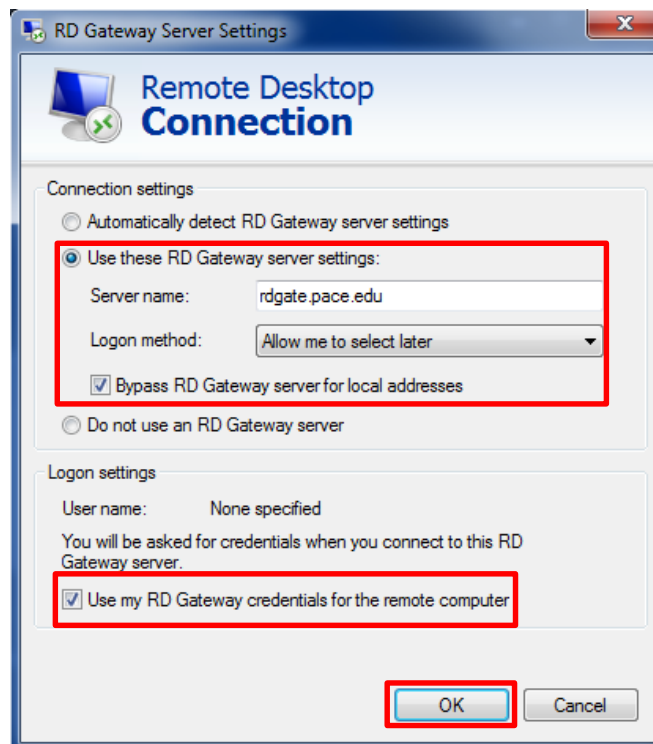 RD Gateway Server Settings
Remote Desktop
Connection
Connection settings
Automatically detect RD Gateway server settings
Use these RD Gateway server settings:
Server name: rdgate.pace.edu
Logon method: Allow me to select later
Bypass RD Gateway server for local addresses
Do not use an RD Gateway server
Logon settings
User name: None specified
You will be asked for credentials when you connect to this RD
Gateway server.
Use my RD Gateway credentials for the remote computer
OK Cancel